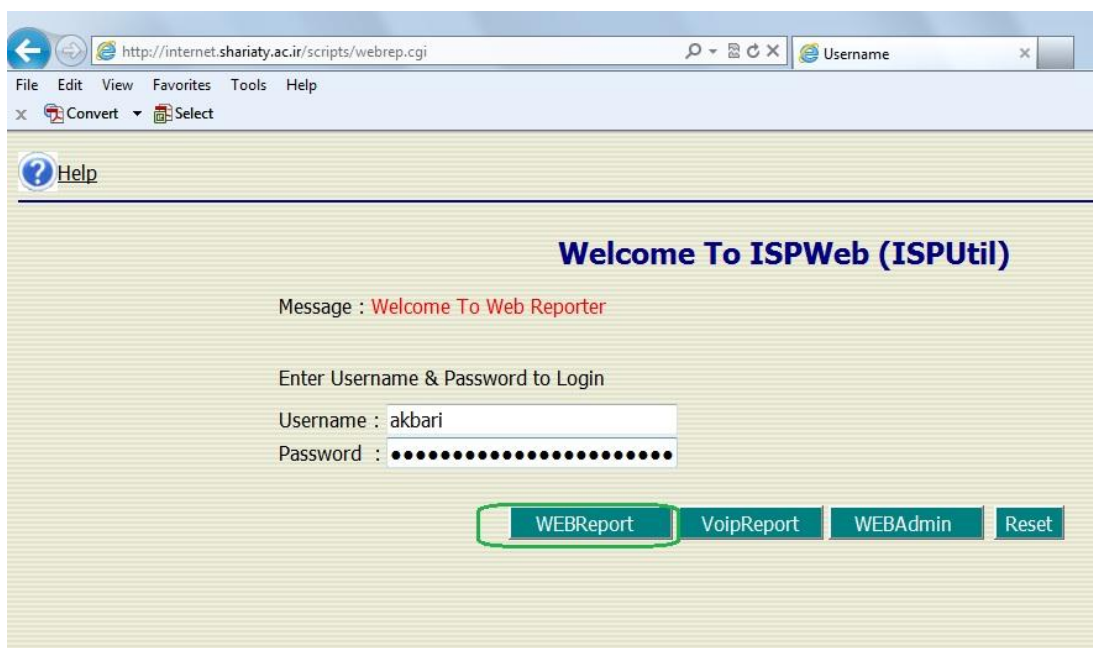 http://internet.shariaty.ac.ir/scripts/webrep.cgi
Username
File Edit View Favorites Tools Help
x Convert Select
Help
Welcome To ISPWeb (ISPUtil)
Message : Welcome To Web Reporter
Enter Username & Password to Login
Username : akbari
Password : ●●●●●●●●●●●●●●●●●●●●●●●
WEBReport VoipReport WEBAdmin Reset